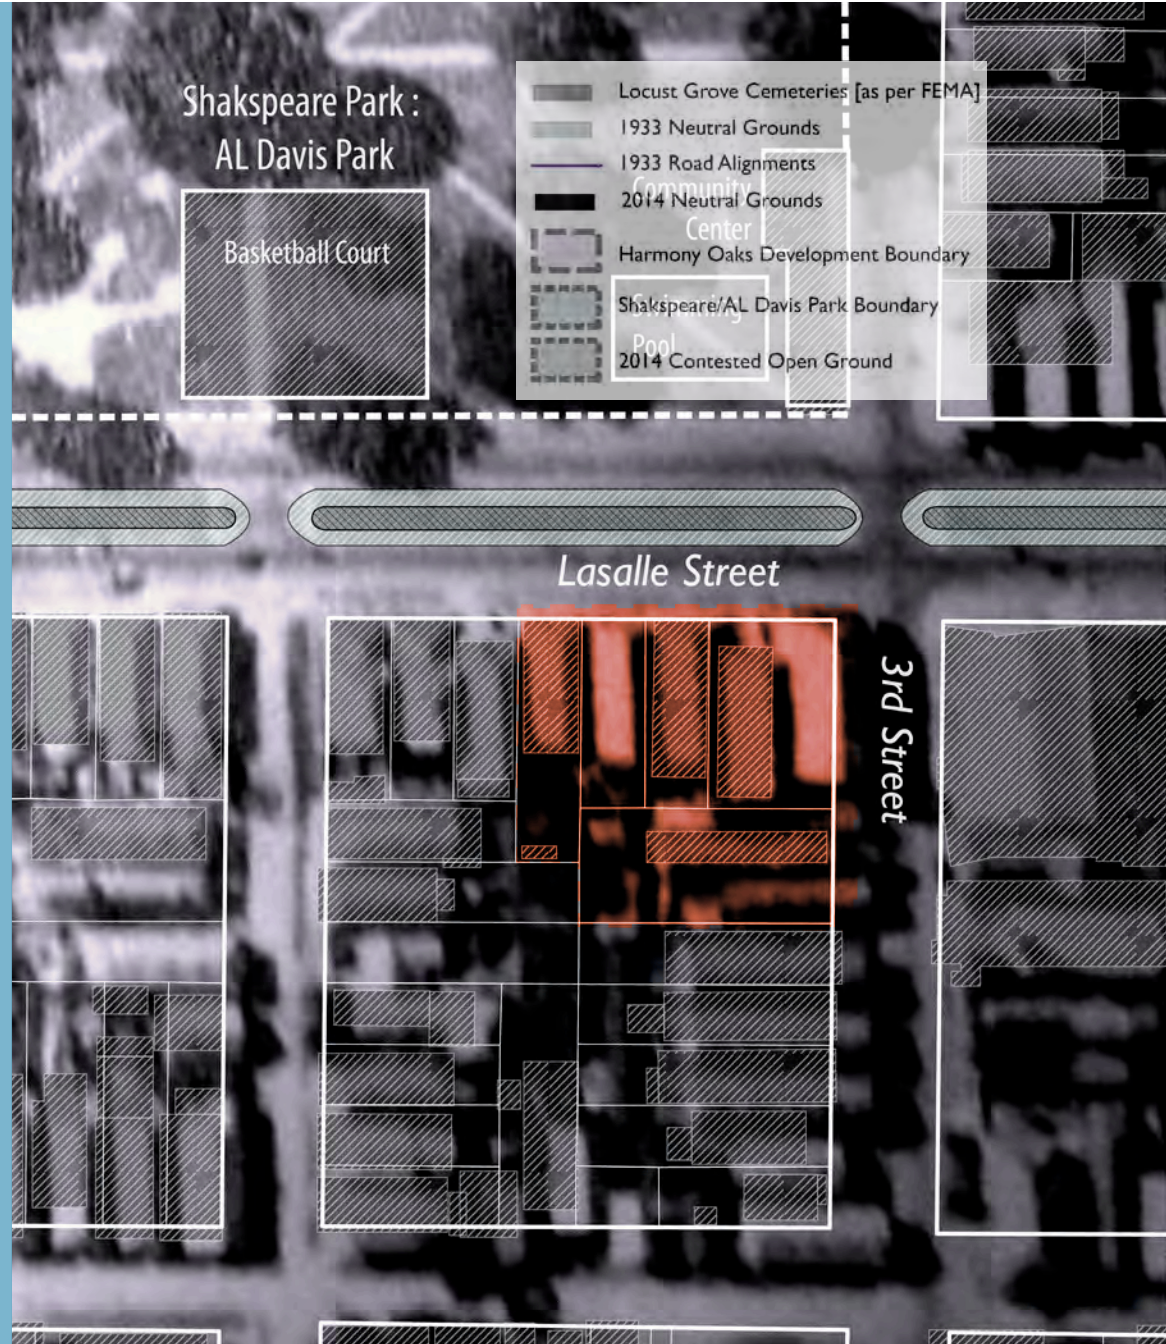 Shakspeare Park :
AL Davis Park
Basketball Court
Locust Grove Cemeteries [as per FEMA]
1933 Neutral Grounds
1933 Road Alignments
Community
2014 Neutral Grounds
Center
Harmony Oaks Development Boundary
Shakspeare/AL Davis Park Boundary
Swimming
Pool
2014 Contested Open Ground
Lasalle Street
3rd Street